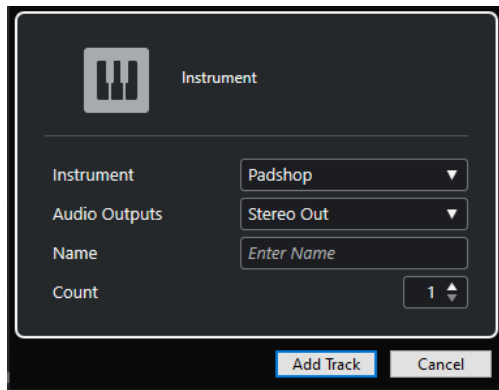 Instrument
Instrument Padshop
Audio Outputs Stereo Out
Name Enter Name
Count 1
Add Track Cancel